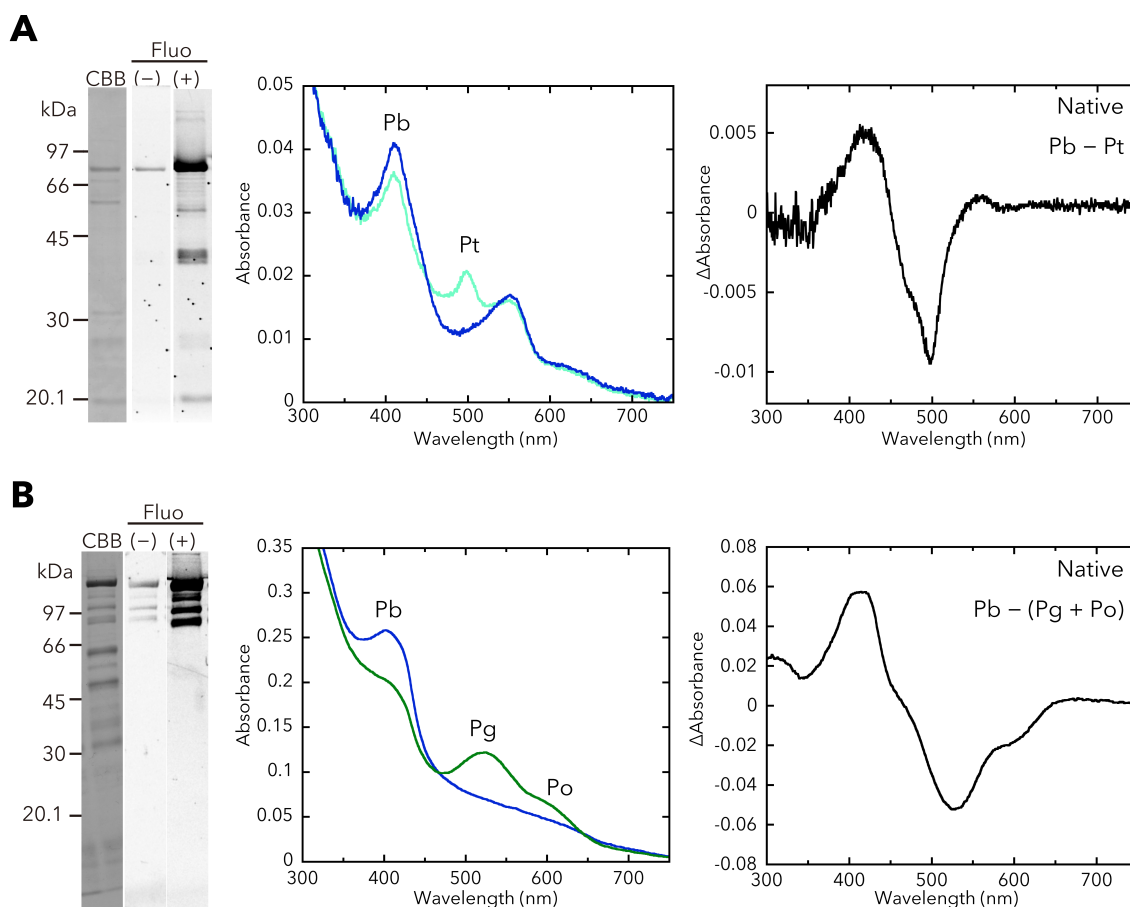 A
Fluo
CBB (−) (+)
kDa
97
66
45
30
20.1
0.05
0.04
0.03
0.02
0.01
0
Absorbance
Pb
Pt
300 400 500 600 700
Wavelength (nm)
0.005
0
-0.005
-0.01
ΔAbsorbance
Native
Pb − Pt
300 400 500 600 700
Wavelength (nm)
B
Fluo
CBB (−) (+)
kDa
97
66
45
30
20.1
0.35
0.3
0.25
0.2
0.15
0.1
0.05
0
Absorbance
Pb
Pg
Po
300 400 500 600 700
Wavelength (nm)
0.08
0.06
0.04
0.02
0
-0.02
-0.04
-0.06
-0.08
ΔAbsorbance
Native
Pb − (Pg + Po)
300 400 500 600 700
Wavelength (nm)